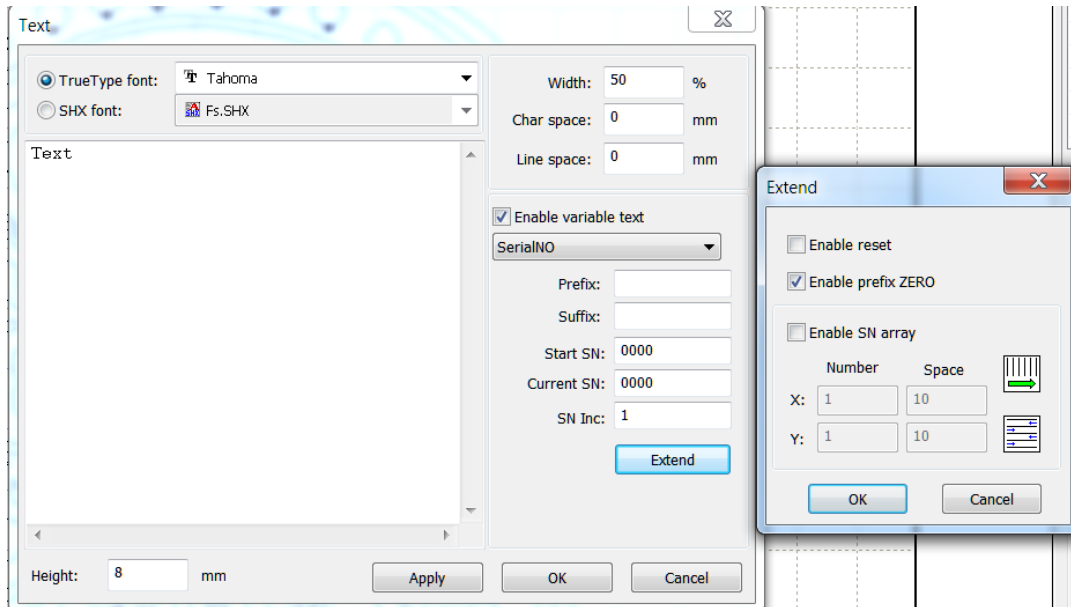 Text
TrueType font: Tahoma
SHX font: Fs.SHX
Text
Height: 8 mm
Apply OK Cancel
Width: 50 %
Char space: 0 mm
Line space: 0 mm
Enable variable text
SerialNO
Prefix:
Suffix:
Start SN: 0000
Current SN: 0000
SN Inc: 1
Extend
Extend
Enable reset
Enable prefix ZERO
Enable SN array
Number Space
X: 1 10
Y: 1 10
OK Cancel